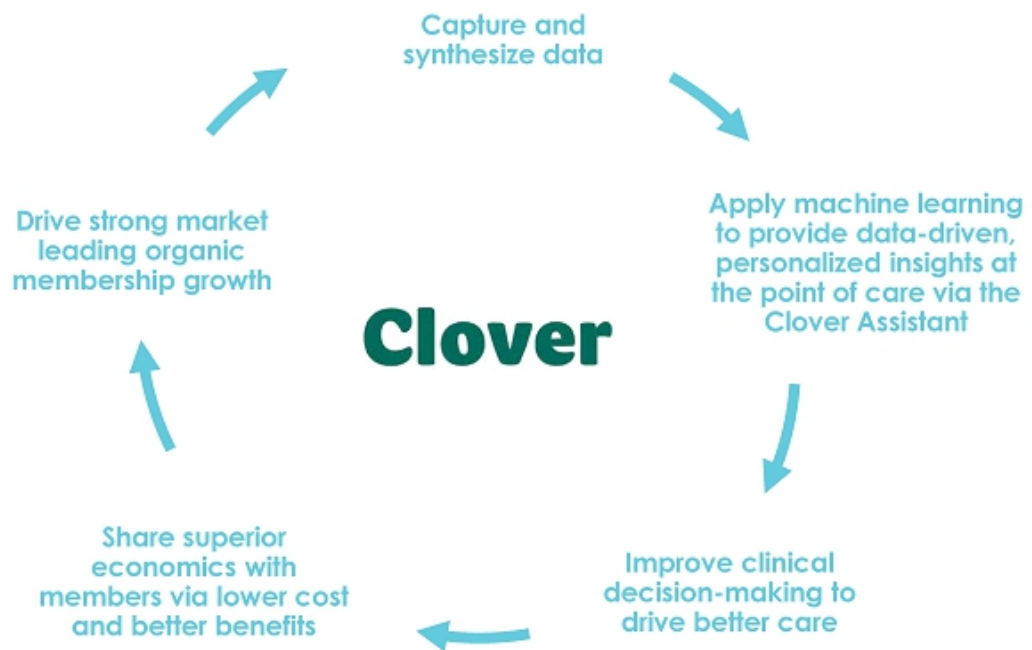 Capture and
synthesize data
Apply machine learning
to provide data-driven,
personalized insights at
the point of care via the
Clover Assistant
Improve clinical
decision-making to
drive better care
Share superior
economics with
members via lower cost
and better benefits
Drive strong market
leading organic
membership growth
Clover